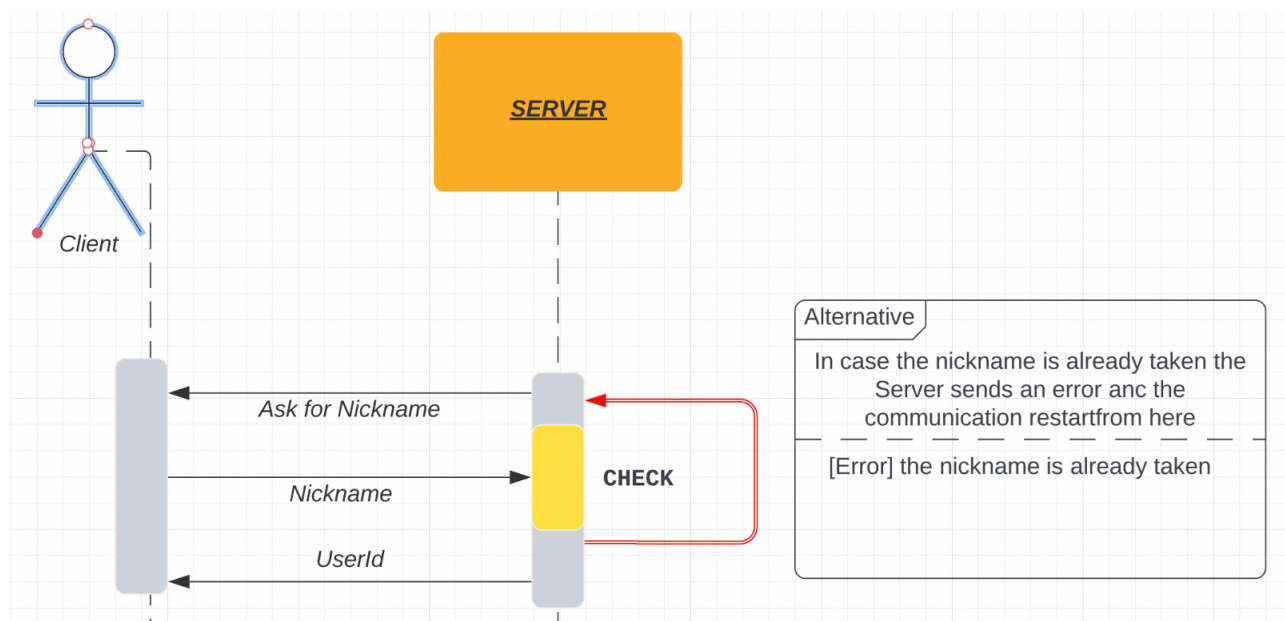 SERVER
Client
Alternative
In case the nickname is already taken the
Server sends an error anc the
communication restartfrom here
Ask for Nickname
[Error] the nickname is already taken
CHECK
Nickname
UserId